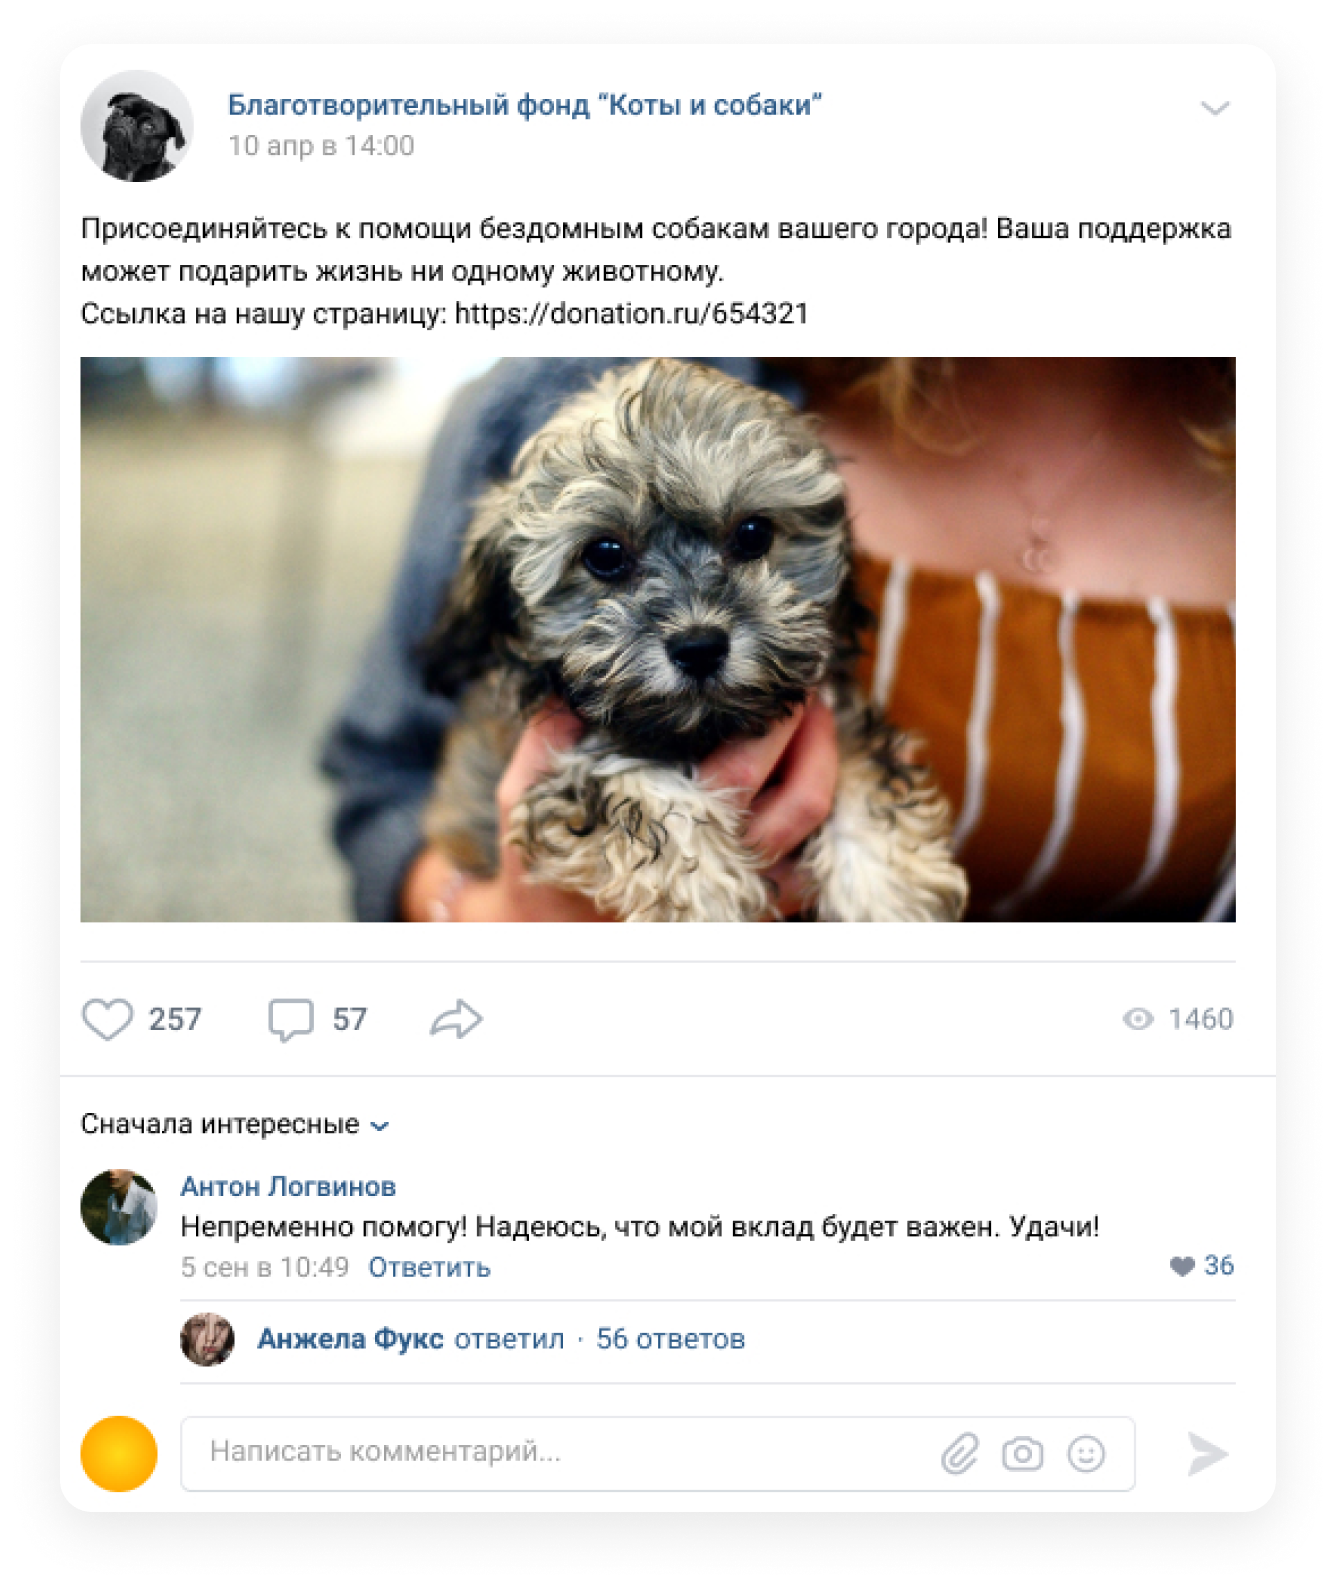 Благотворительный фонд “Коты и собаки”
10 апр в 14:00
Присоединяйтесь к помощи бездомным собакам вашего города! Ваша поддержка
может подарить жизнь ни одному животному.
Ссылка на нашу страницу: https://donation.ru/654321
257 57 1460
Сначала интересные
Антон Логвинов
Непременно помогу! Надеюсь, что мой вклад будет важен. Удачи!
5 сен в 10:49 Ответить 36
Анжела Фукс ответил · 56 ответов
Написать комментарий...